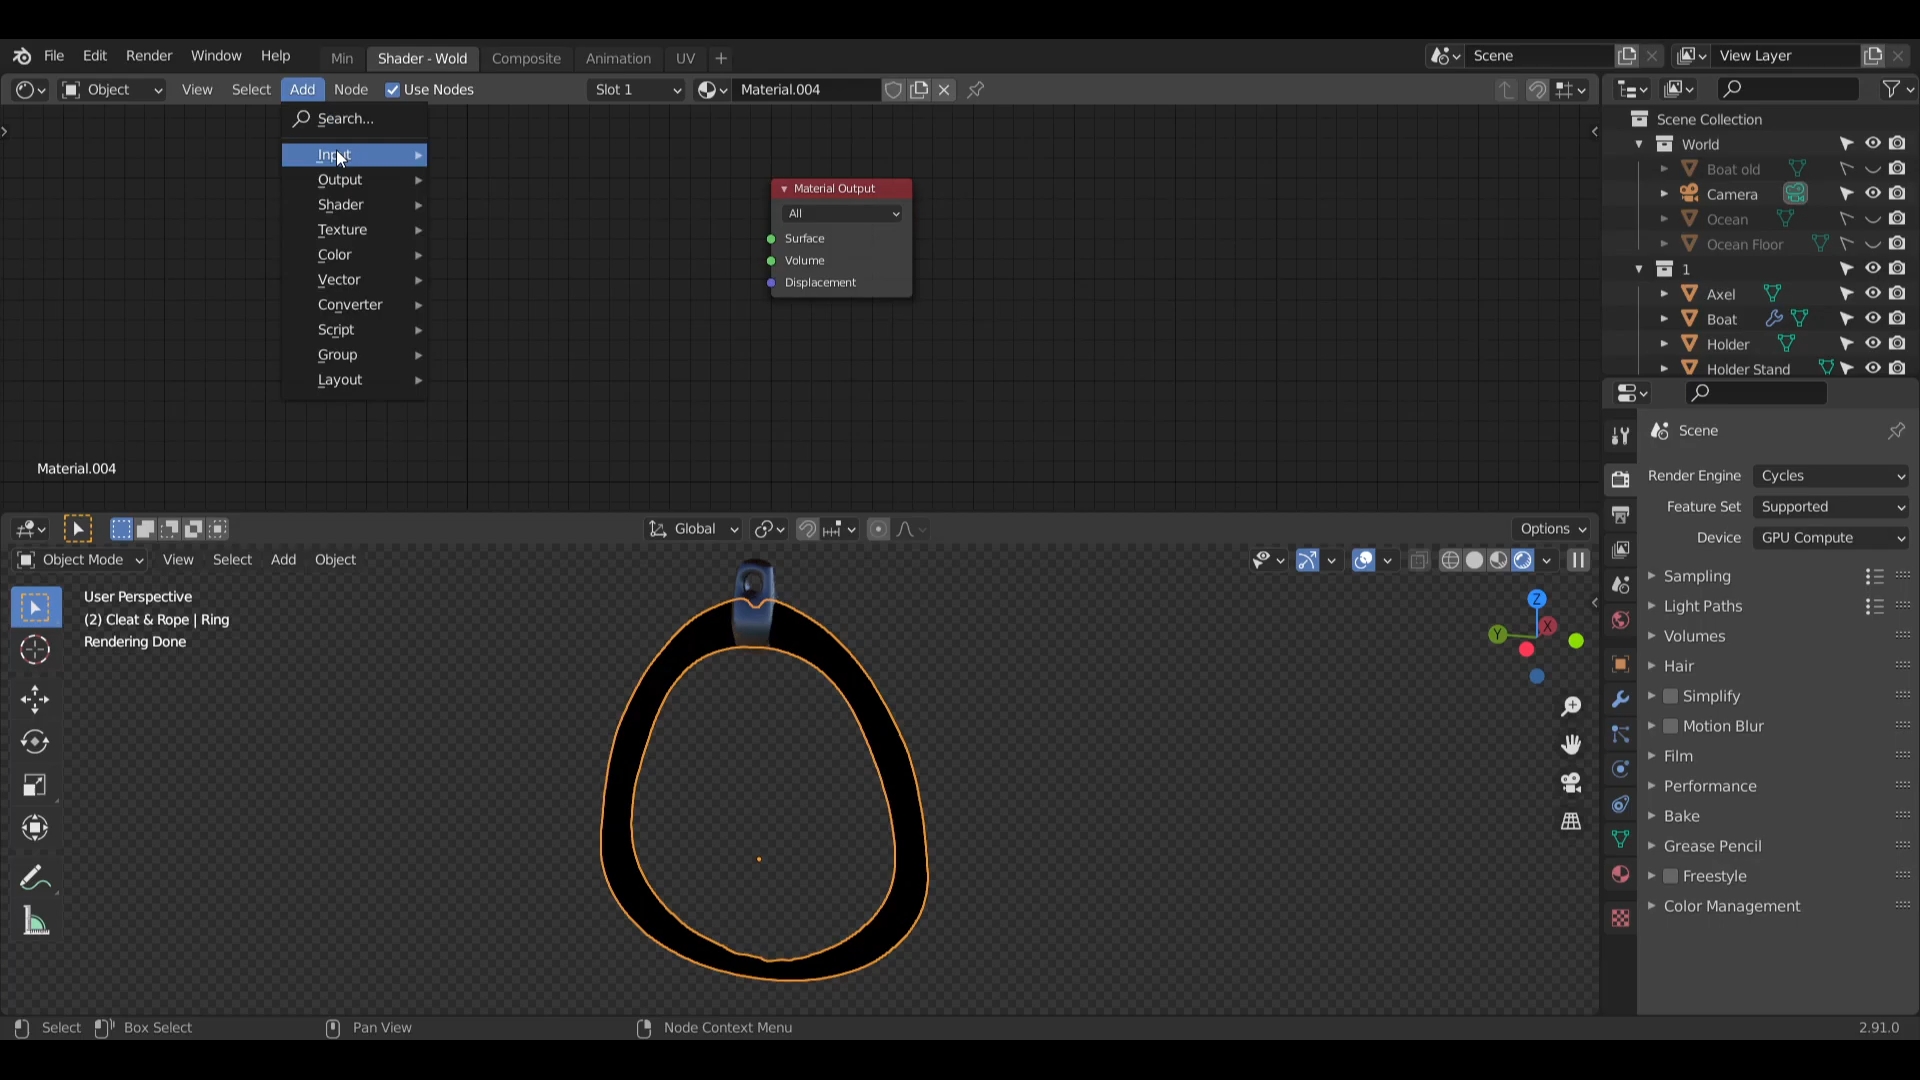 File Edit Render Window Help Min Shader - Wold Composite Animation UV + Scene View Layer
Object View Select Add Node Use Nodes Slot 1 Material.004
Search...
Input
Output
Shader
Texture
Color
Vector
Converter
Script
Group
Layout
Material Output
All
Surface
Volume
Displacement
Material.004
Scene Collection
World
Boat old
Camera
Ocean
Ocean Floor
1
Axel
Boat
Holder
Holder Stand
Scene
Render Engine Cycles
Feature Set Supported
Device GPU Compute
Sampling
Light Paths
Volumes
Hair
Simplify
Motion Blur
Film
Performance
Bake
Grease Pencil
Freestyle
Color Management
Global Options
Object Mode View Select Add Object
User Perspective
(2) Cleat & Rope | Ring
Rendering Done
Z
Y
X
Select Box Select Pan View Node Context Menu 2.91.0